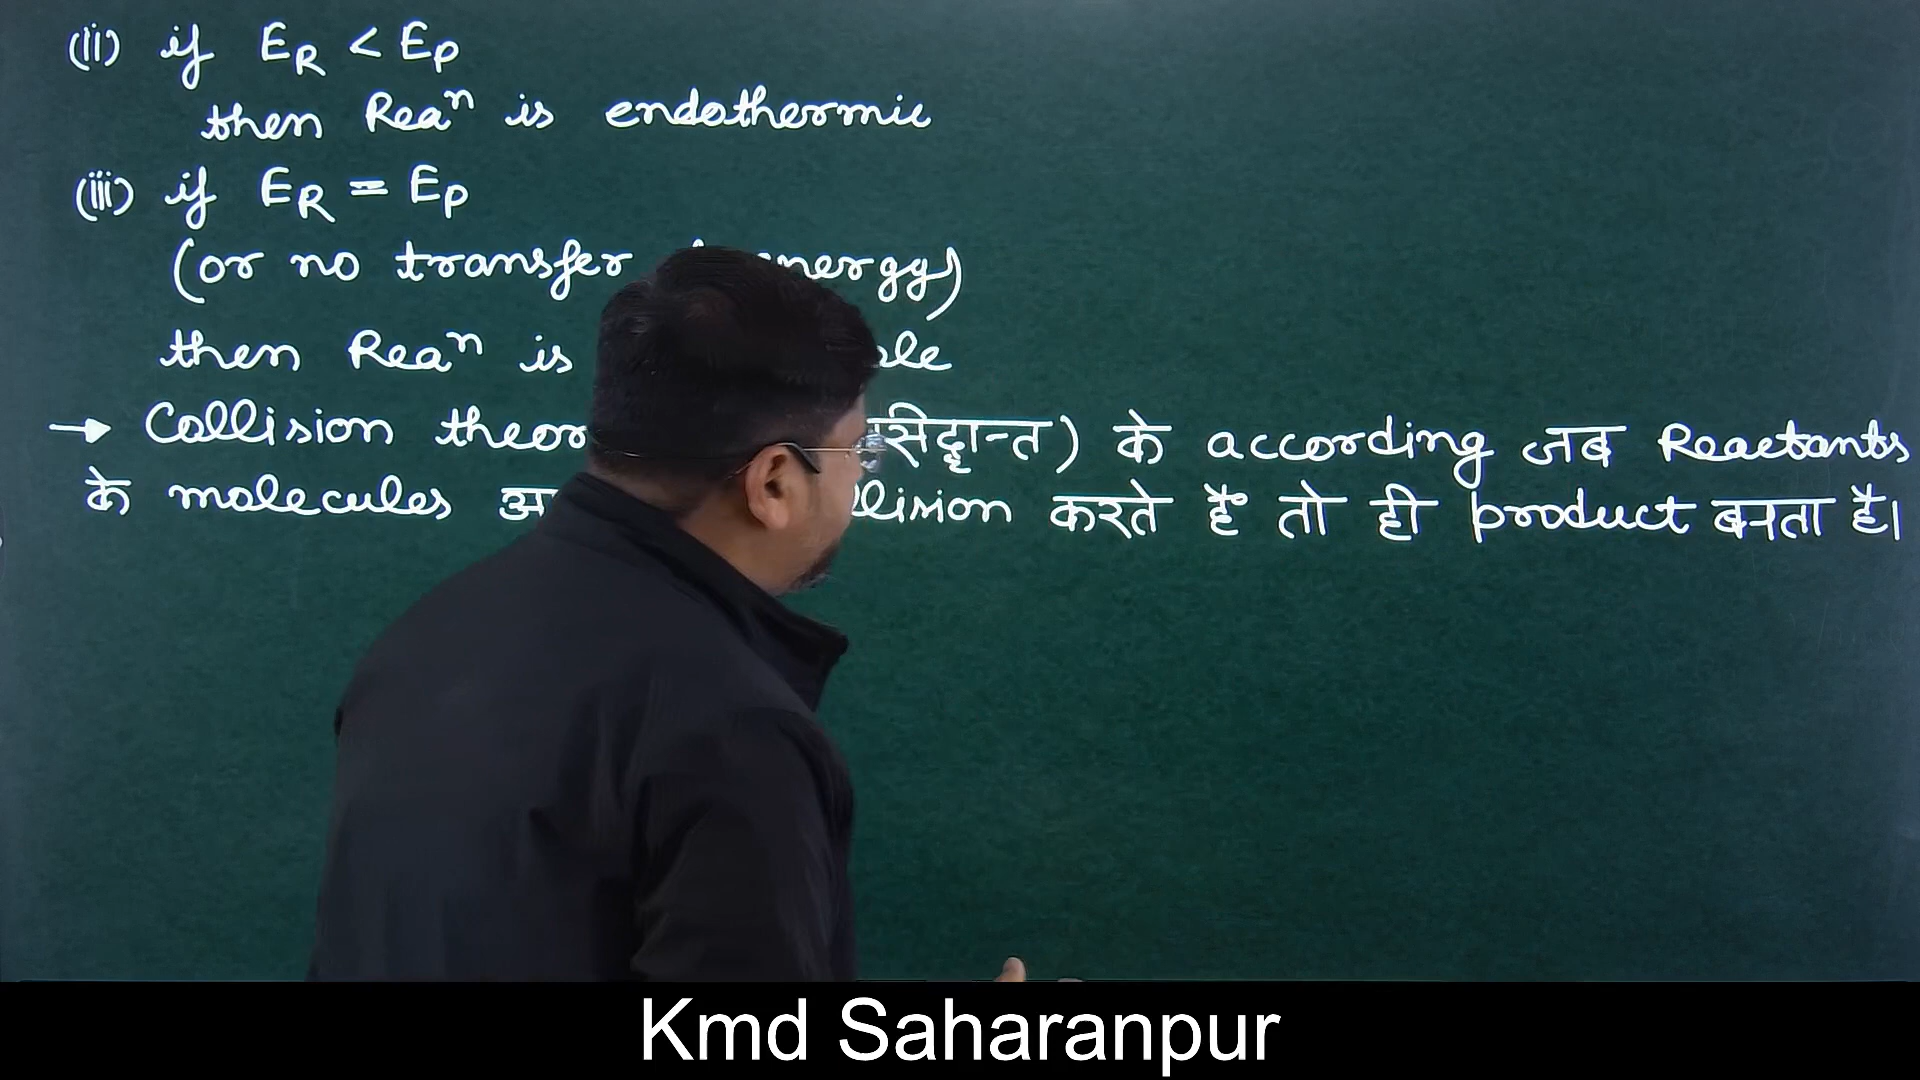 (ii) if E_R < E_P
then Reaⁿ is endothermic
(iii) if E_R = E_P
(or no transfer energy)
then Reaⁿ is
→ Collision सिद्धान्त) के according जब Reactants
के molecules करते हैं तो ही product बनता है।
Kmd Saharanpur